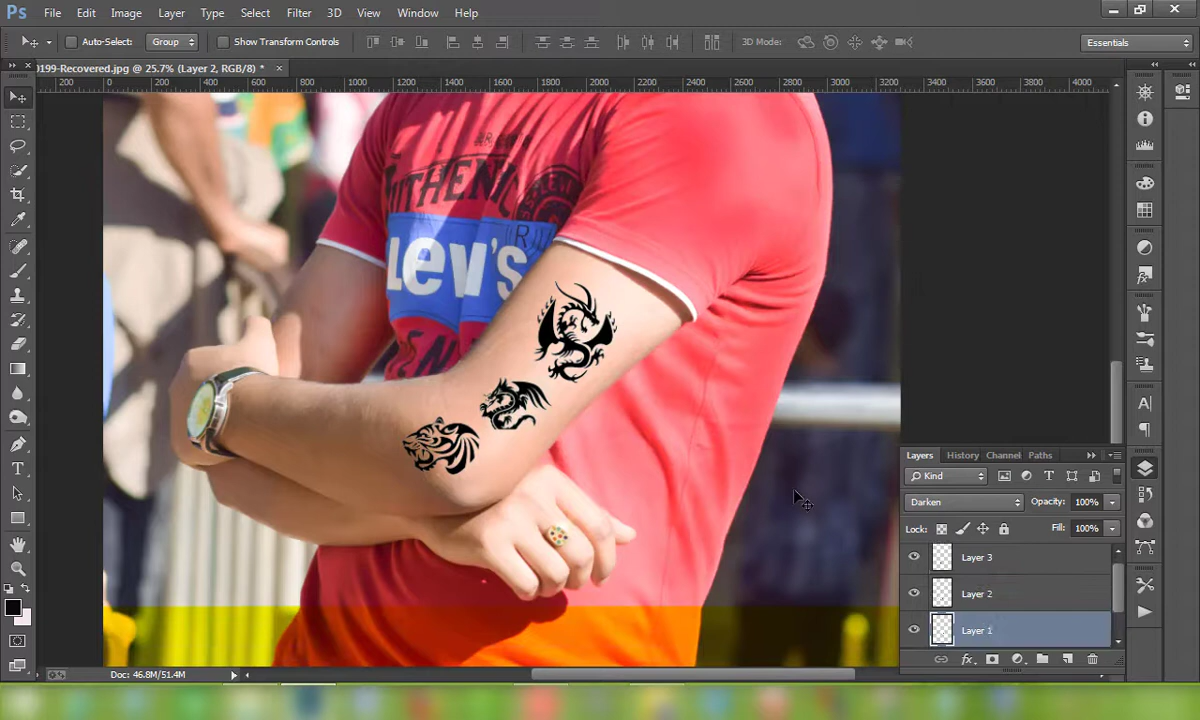 Ps File Edit Image Layer Type Select Filter 3D View Window Help
Auto-Select: Group Show Transform Controls 3D Mode: Essentials
0199-Recovered.jpg @ 25.7% (Layer 2, RGB/8) * ×
200 0 200 400 600 800 1000 1200 1400 1600 1800 2000 2200 2400 2600 2800 3000 3200 3400 3600 3800 4000
AUTHENIC
Levi's
Layers History Channel Paths
Kind
Darken Opacity: 100%
Lock: Fill: 100%
Layer 3
Layer 2
Layer 1
Doc: 46.8M/51.4M